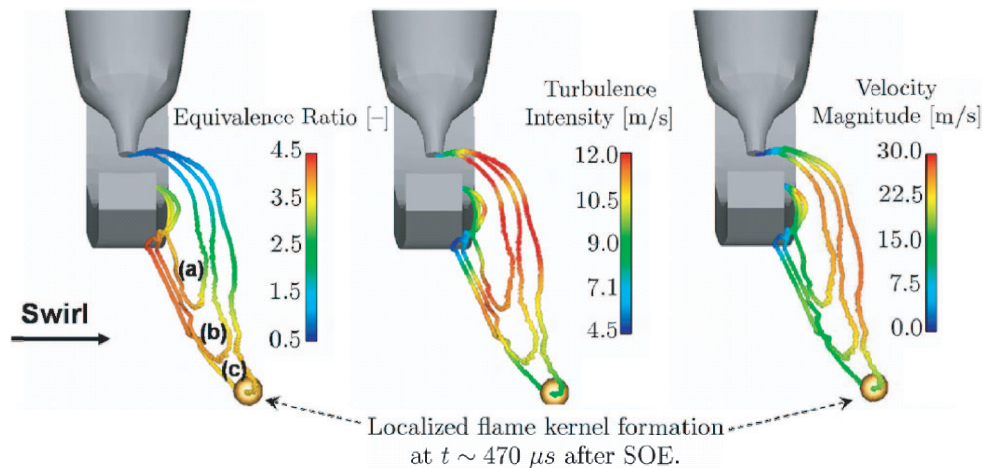 Equivalence Ratio [–]
4.5
3.5
2.5
1.5
0.5
(a)
(b)
(c)
Swirl
Turbulence
Intensity [m/s]
12.0
10.5
9.0
7.1
4.5
Velocity
Magnitude [m/s]
30.0
22.5
15.0
7.5
0.0
Localized flame kernel formation
at t ∼ 470 μs after SOE.